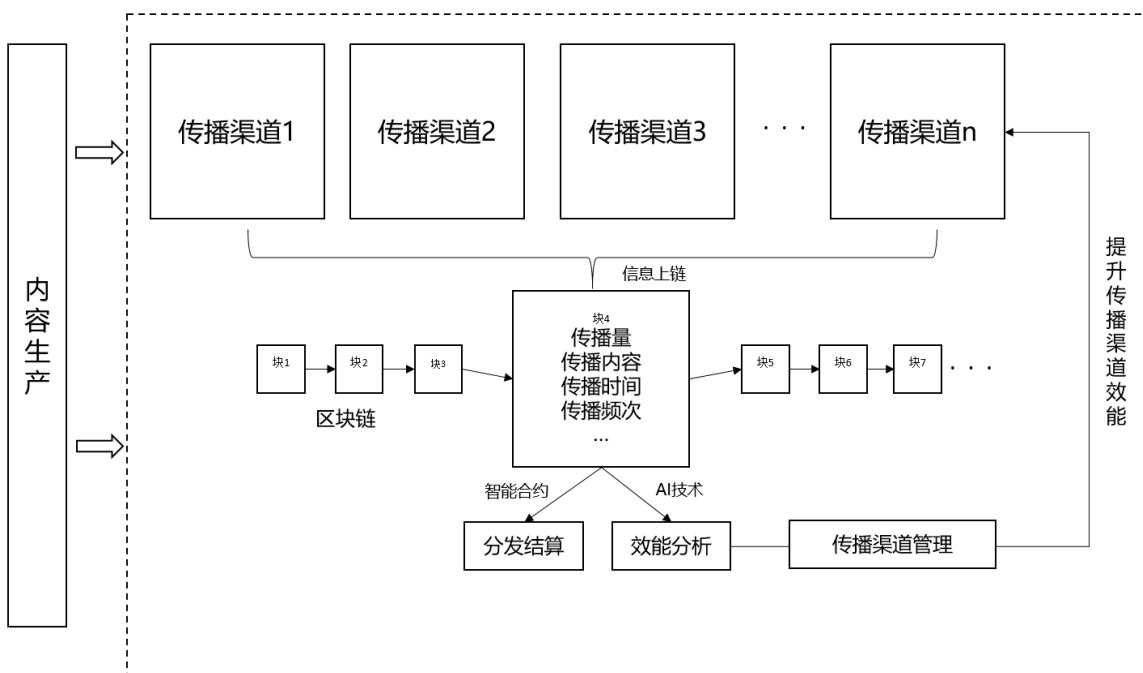 传播渠道1
传播渠道2
传播渠道3
· · ·
传播渠道n
内容生产
提升传播渠道效能
信息上链
块1
块2
块3
块4
传播量
传播内容
传播时间
传播频次
...
块5
块6
块7
· · ·
区块链
智能合约
AI技术
分发结算
效能分析
传播渠道管理